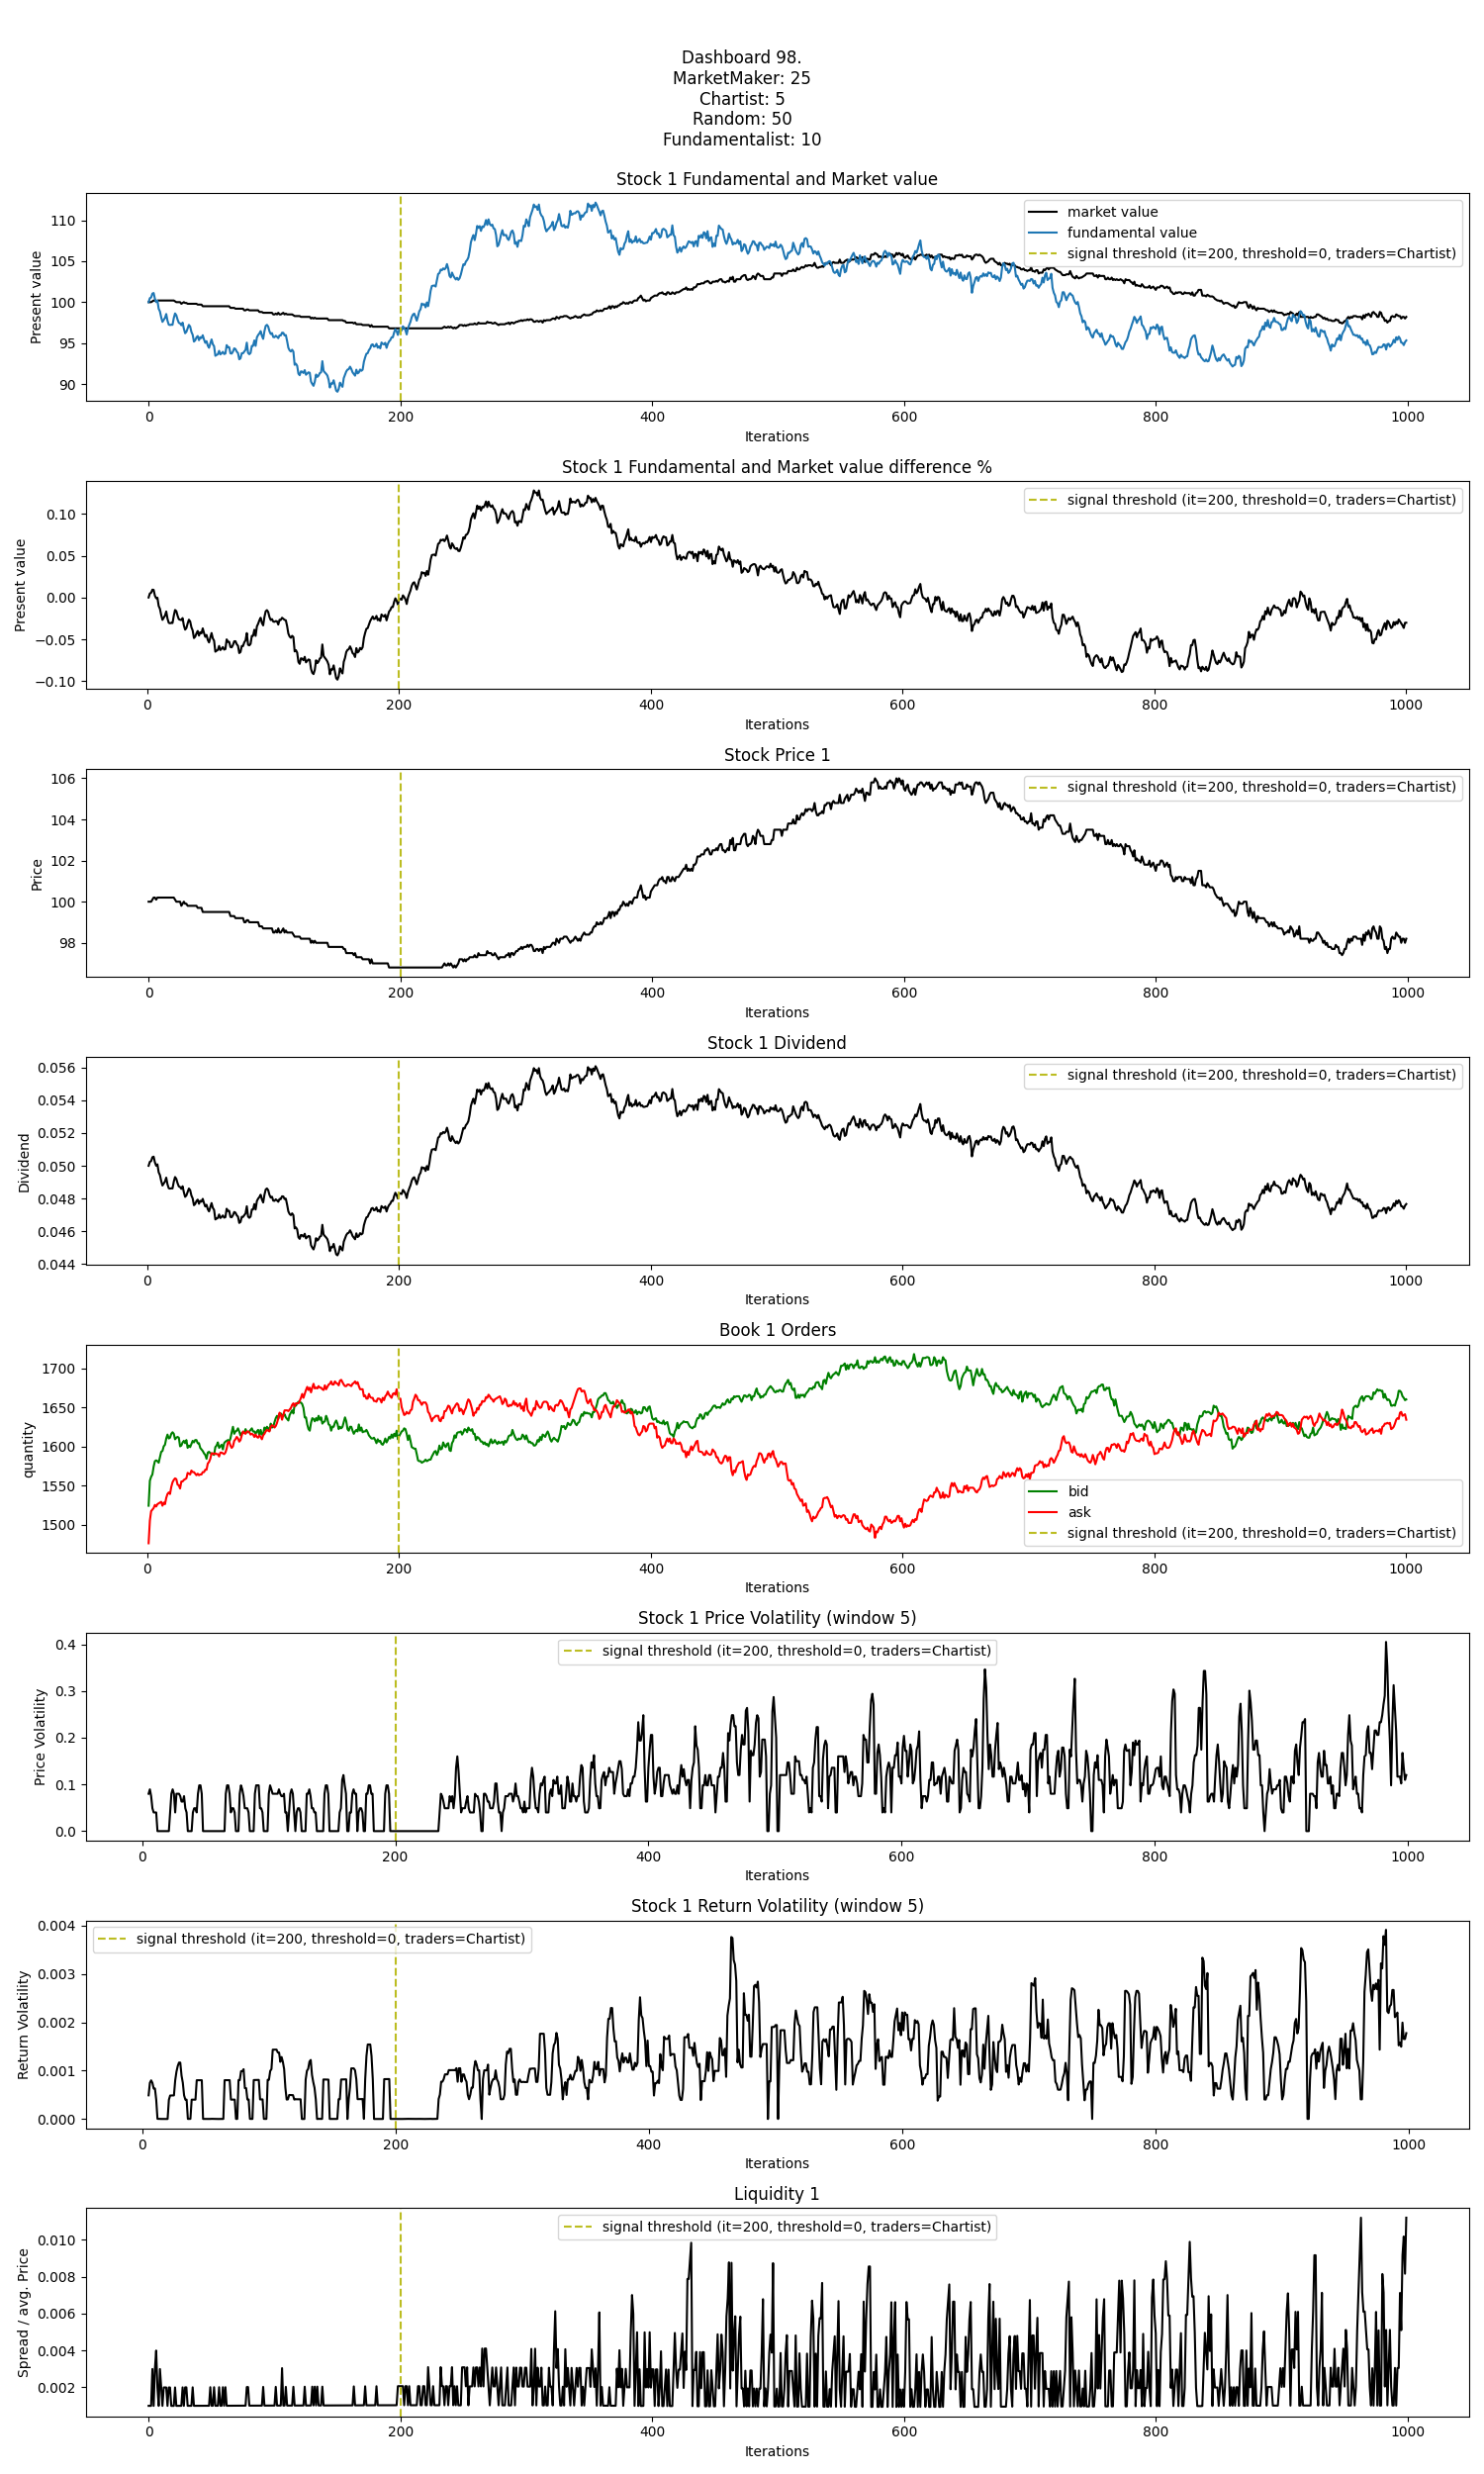 Dashboard 98.
MarketMaker: 25
Chartist: 5
Random: 50
Fundamentalist: 10
Stock 1 Fundamental and Market value
Present value
110
105
100
95
90
market value
fundamental value
signal threshold (it=200, threshold=0, traders=Chartist)
0 200 400 600 800 1000
Iterations
Stock 1 Fundamental and Market value difference %
Present value
0.10
0.05
0.00
−0.05
−0.10
signal threshold (it=200, threshold=0, traders=Chartist)
0 200 400 600 800 1000
Iterations
Stock Price 1
Price
106
104
102
100
98
signal threshold (it=200, threshold=0, traders=Chartist)
0 200 400 600 800 1000
Iterations
Stock 1 Dividend
Dividend
0.056
0.054
0.052
0.050
0.048
0.046
0.044
signal threshold (it=200, threshold=0, traders=Chartist)
0 200 400 600 800 1000
Iterations
Book 1 Orders
quantity
1700
1650
1600
1550
1500
bid
ask
signal threshold (it=200, threshold=0, traders=Chartist)
0 200 400 600 800 1000
Iterations
Stock 1 Price Volatility (window 5)
Price Volatility
0.4
0.3
0.2
0.1
0.0
signal threshold (it=200, threshold=0, traders=Chartist)
0 200 400 600 800 1000
Iterations
Stock 1 Return Volatility (window 5)
Return Volatility
0.004
0.003
0.002
0.001
0.000
signal threshold (it=200, threshold=0, traders=Chartist)
0 200 400 600 800 1000
Iterations
Liquidity 1
Spread / avg. Price
0.010
0.008
0.006
0.004
0.002
signal threshold (it=200, threshold=0, traders=Chartist)
0 200 400 600 800 1000
Iterations